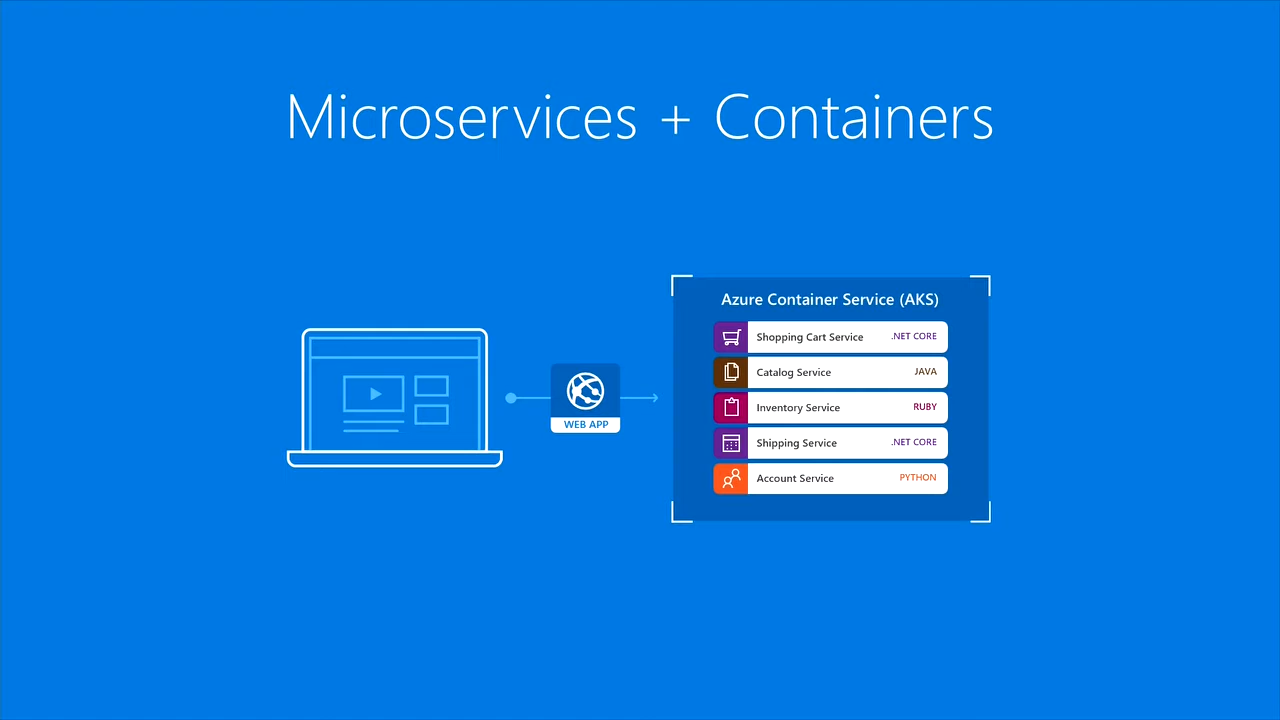 Microservices + Containers
Azure Container Service (AKS)
Shopping Cart Service .NET CORE
Catalog Service JAVA
Inventory Service RUBY
Shipping Service .NET CORE
Account Service PYTHON
WEB APP